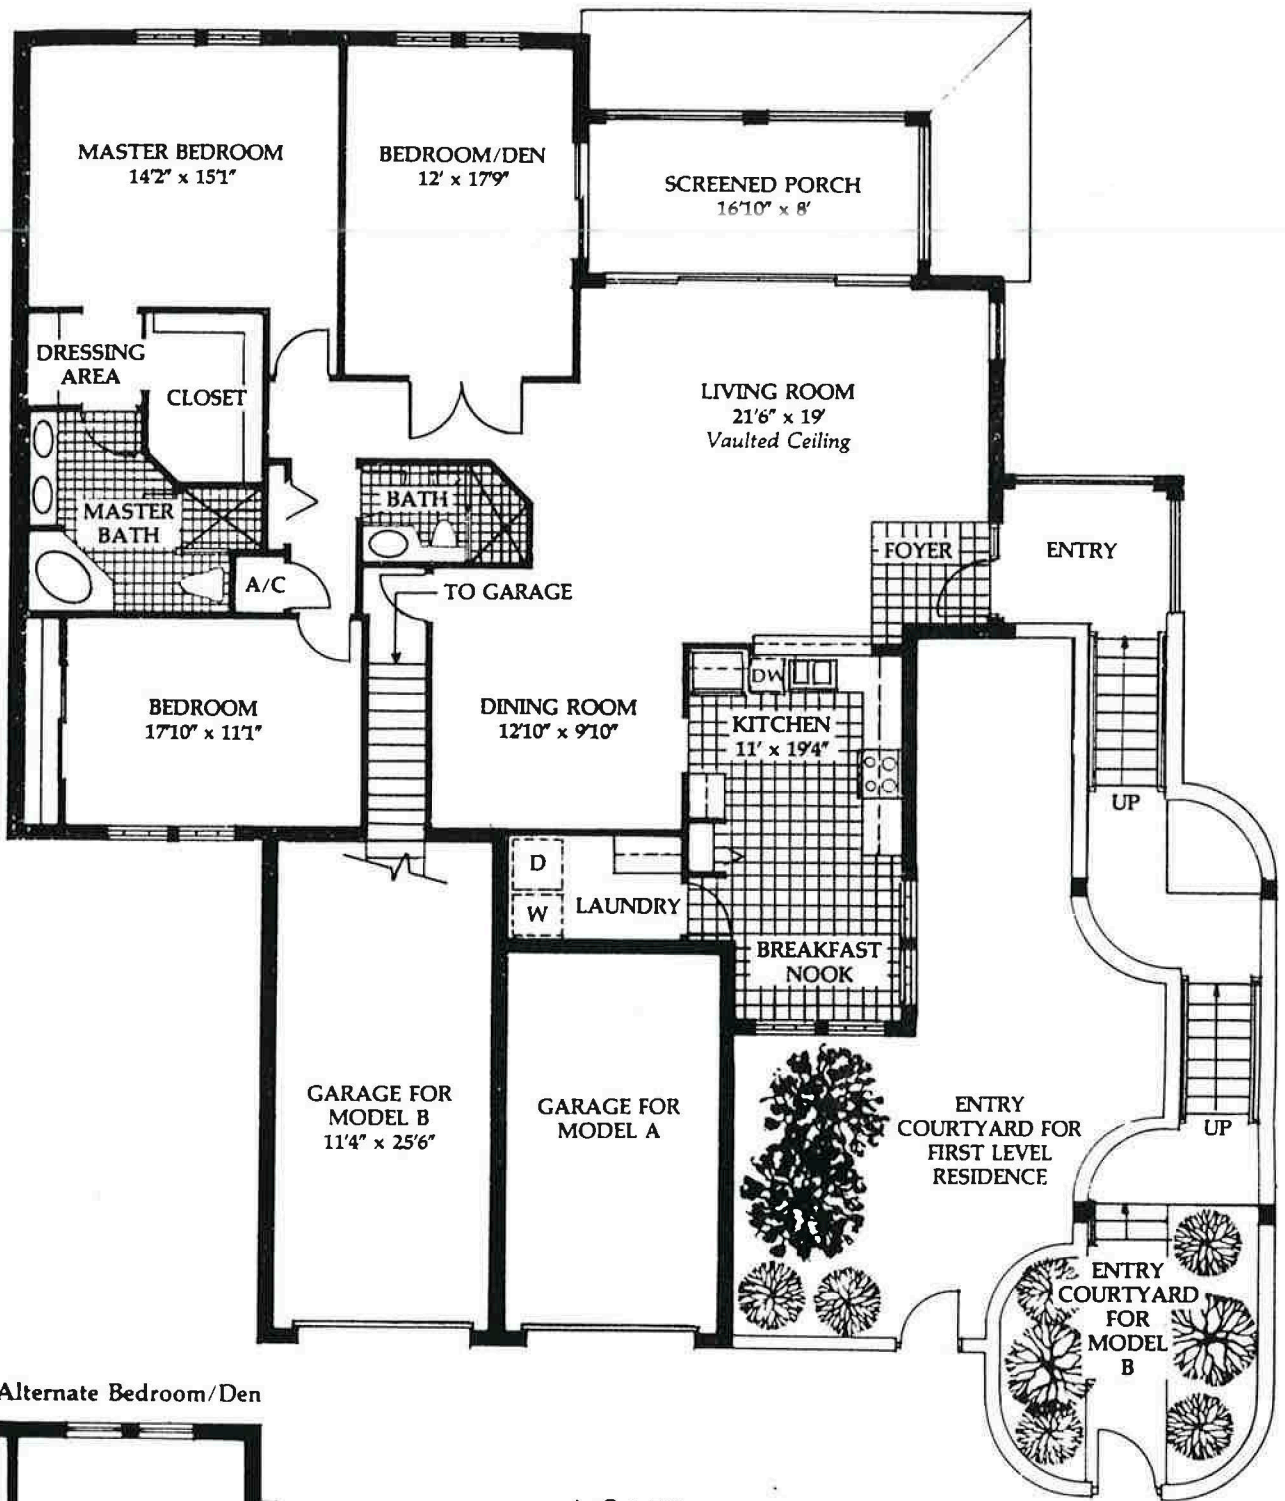 MASTER BEDROOM
14'2" x 15'1"
BEDROOM/DEN
12' x 17'9"
SCREENED PORCH
16'10" x 8'
DRESSING
AREA
CLOSET
LIVING ROOM
21'6" x 19'
Vaulted Ceiling
MASTER
BATH
BATH
FOYER
ENTRY
A/C
TO GARAGE
BEDROOM
17'10" x 11'1"
DINING ROOM
12'10" x 9'10"
DW
KITCHEN
11' x 19'4"
UP
D
W
LAUNDRY
BREAKFAST
NOOK
GARAGE FOR
MODEL B
11'4" x 25'6"
GARAGE FOR
MODEL A
ENTRY
COURTYARD FOR
FIRST LEVEL
RESIDENCE
UP
ENTRY
COURTYARD
FOR
MODEL
B
Alternate Bedroom/Den